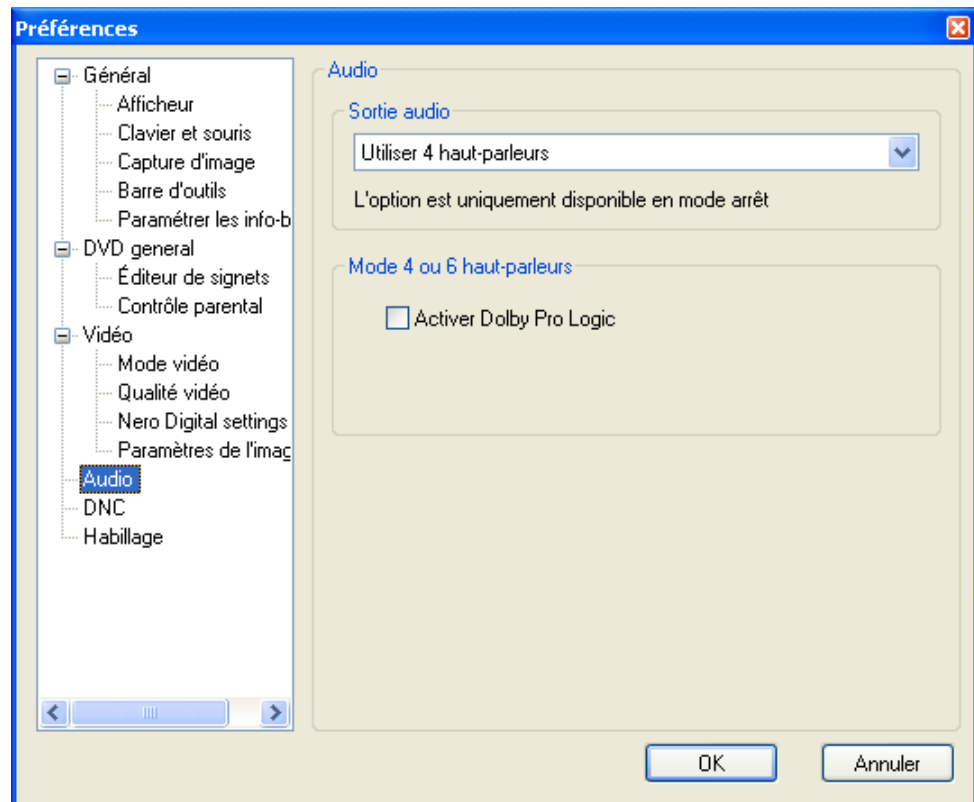 Préférences
Général
Afficheur
Clavier et souris
Capture d'image
Barre d'outils
Paramétrer les info-b
DVD general
Éditeur de signets
Contrôle parental
Vidéo
Mode vidéo
Qualité vidéo
Nero Digital settings
Paramètres de l'imag
Audio
DNC
Habillage
Audio
Sortie audio
Utiliser 4 haut-parleurs
L'option est uniquement disponible en mode arrêt
Mode 4 ou 6 haut-parleurs
Activer Dolby Pro Logic
OK
Annuler